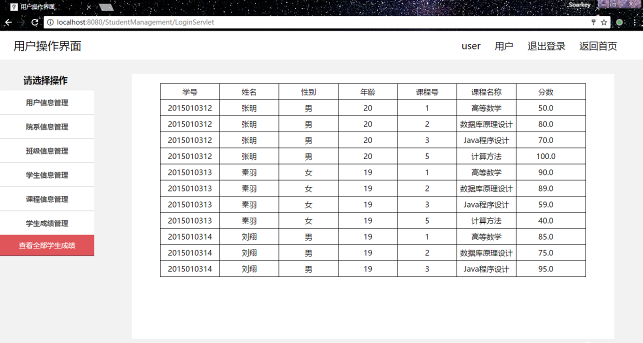 用户操作界面
Soarkey
localhost:8080/StudentManagement/LoginServlet
用户操作界面 user 用户 退出登录 返回首页
请选择操作
用户信息管理
院系信息管理
班级信息管理
学生信息管理
课程信息管理
学生成绩管理
查看全部学生成绩
学号 姓名 性别 年龄 课程号 课程名称 分数
2015010312 张明 男 20 1 高等数学 50.0
2015010312 张明 男 20 2 数据库原理设计 80.0
2015010312 张明 男 20 3 Java程序设计 70.0
2015010312 张明 男 20 5 计算方法 100.0
2015010313 秦羽 女 19 1 高等数学 90.0
2015010313 秦羽 女 19 2 数据库原理设计 89.0
2015010313 秦羽 女 19 3 Java程序设计 59.0
2015010313 秦羽 女 19 5 计算方法 40.0
2015010314 刘翔 男 19 1 高等数学 85.0
2015010314 刘翔 男 19 2 数据库原理设计 75.0
2015010314 刘翔 男 19 3 Java程序设计 95.0